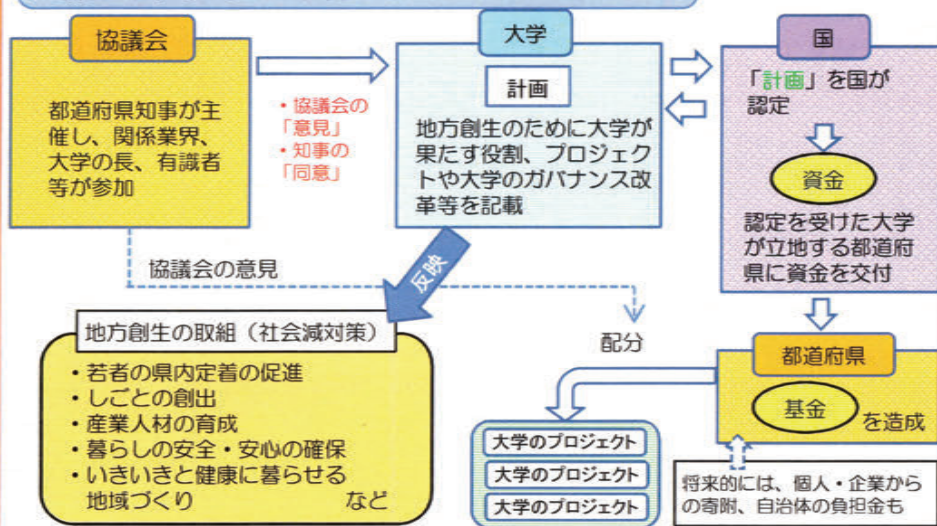 協議会
都道府県知事が主
催し、関係業界、
大学の長、有識者
等が参加
・協議会の
「意見」
・知事の
「同意」
大学
計画
地方創生のために大学が
果たす役割、プロジェク
トや大学のガバナンス改
革等を記載
国
「計画」を国が
認定
資金
認定を受けた大学
が立地する都道府
県に資金を交付
協議会の意見
反映
配分
地方創生の取組（社会減対策）
・若者の県内定着の促進
・しごとの創出
・産業人材の育成
・暮らしの安全・安心の確保
・いきいきと健康に暮らせる
地域づくり など
都道府県
基金 を造成
大学のプロジェクト
大学のプロジェクト
大学のプロジェクト
将来的には、個人・企業から
の寄附、自治体の負担金も